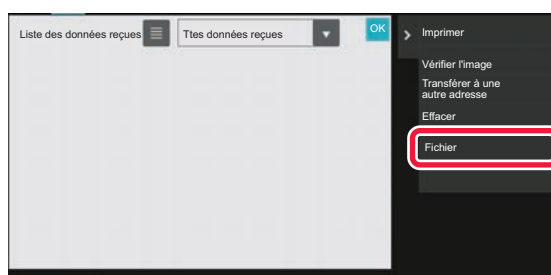 Liste des données reçues
Ttes données reçues
OK
Imprimer
Vérifier l'image
Transférer à une
autre adresse
Effacer
Fichier